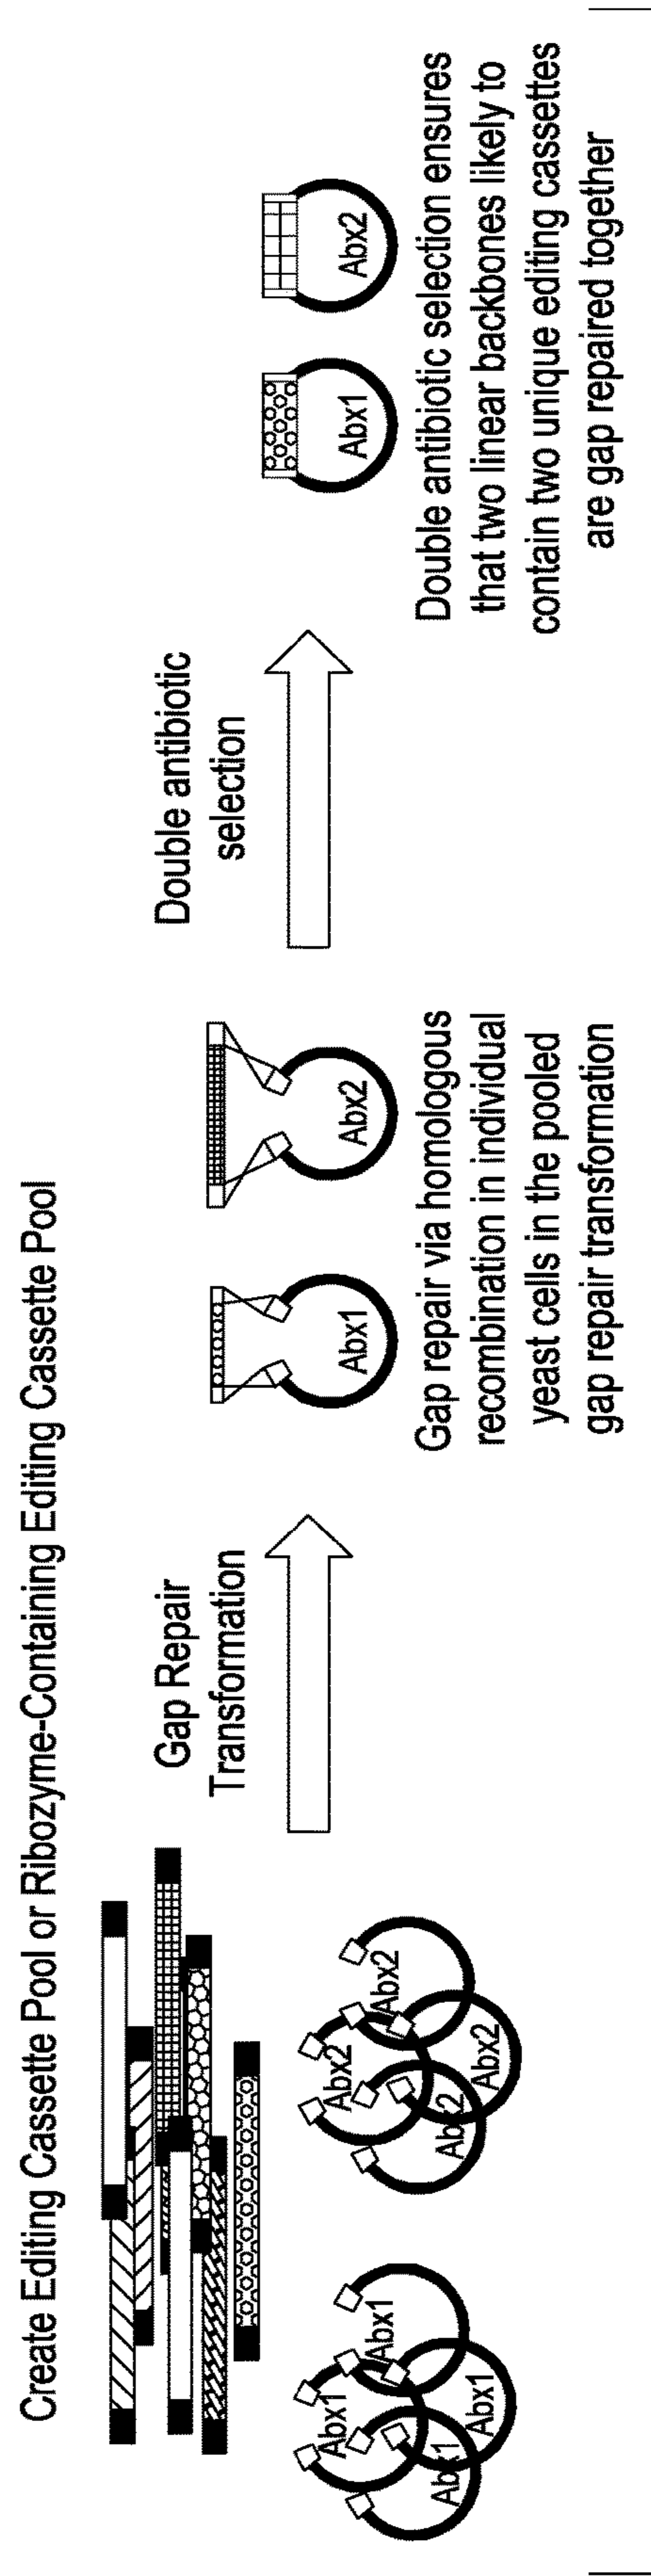 Create Editing Cassette Pool or Ribozyme-Containing Editing Cassette Pool
Abx1
Abx1
Abx1
Abx1
Abx2
Abx2
Abx2
Abx2
Gap Repair
Transformation
Abx1
Abx2
Gap repair via homologous
recombination in individual
yeast cells in the pooled
gap repair transformation
Double antibiotic
selection
Abx1
Abx2
Double antibiotic selection ensures
that two linear backbones likely to
contain two unique editing cassettes
are gap repaired together